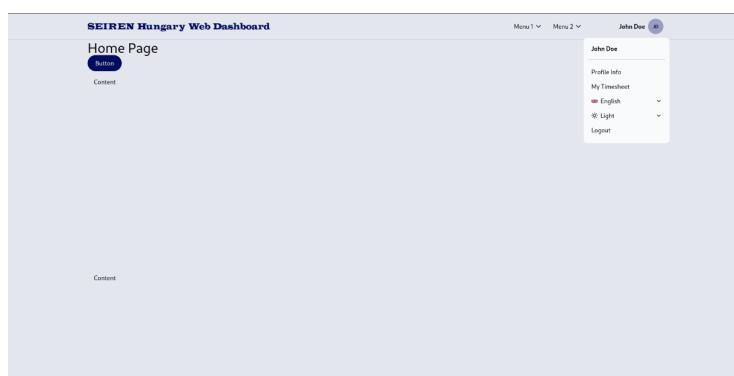 SEIREN Hungary Web Dashboard
Menu 1
Menu 2
John Doe
Home Page
Button
Content
John Doe
Profile Info
My Timesheet
English
Light
Logout
Content